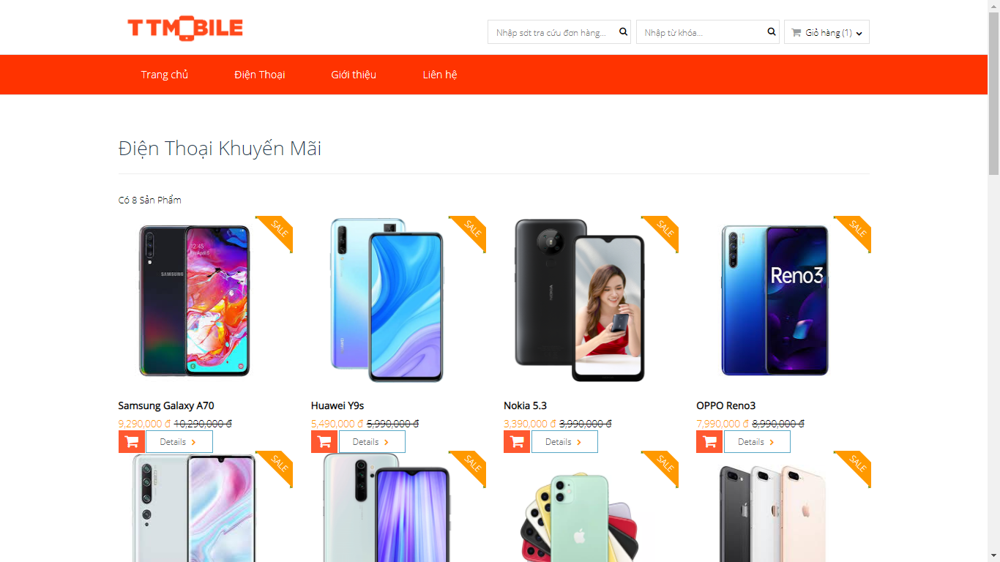 TTMOBILE
Nhập sdt tra cứu đơn hàng...
Nhập từ khóa...
Giỏ hàng (1)
Trang chủ
Điện Thoại
Giới thiệu
Liên hệ
Điện Thoại Khuyến Mãi
Có 8 Sản Phẩm
SALE
SALE
SALE
SALE
12:45
SAMSUNG
NOKIA
Reno3
Samsung Galaxy A70
Huawei Y9s
Nokia 5.3
OPPO Reno3
9,290,000 đ 10,290,000 đ
5,490,000 đ 5,990,000 đ
3,390,000 đ 3,990,000 đ
7,990,000 đ 8,990,000 đ
Details
Details
Details
Details
SALE
SALE
SALE
SALE